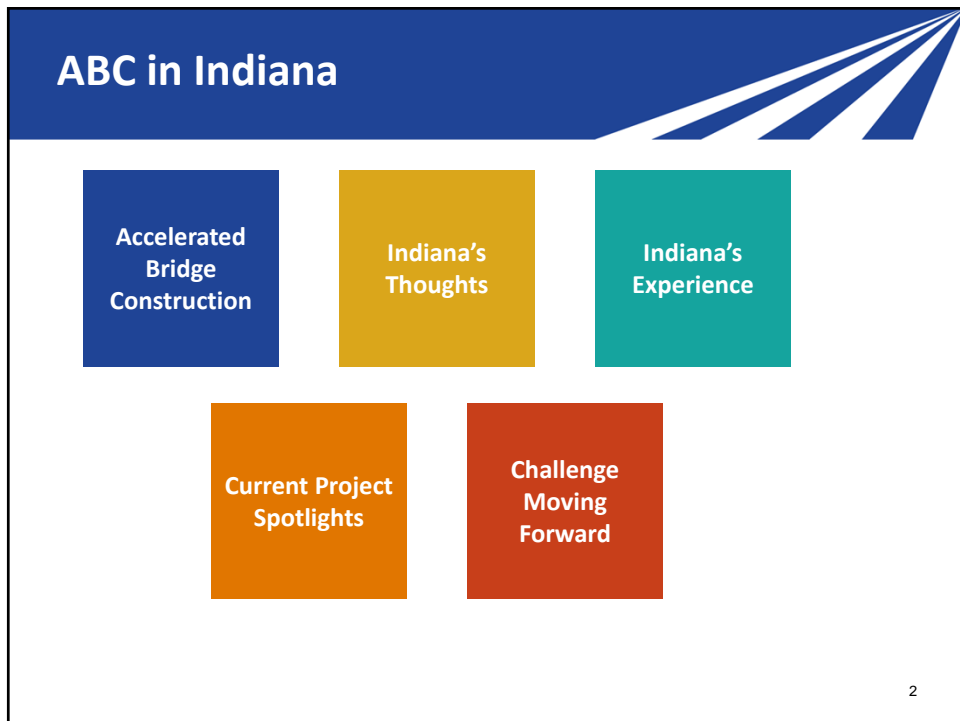 ABC in Indiana
Accelerated
Bridge
Construction
Indiana’s
Thoughts
Indiana’s
Experience
Current Project
Spotlights
Challenge
Moving
Forward
2